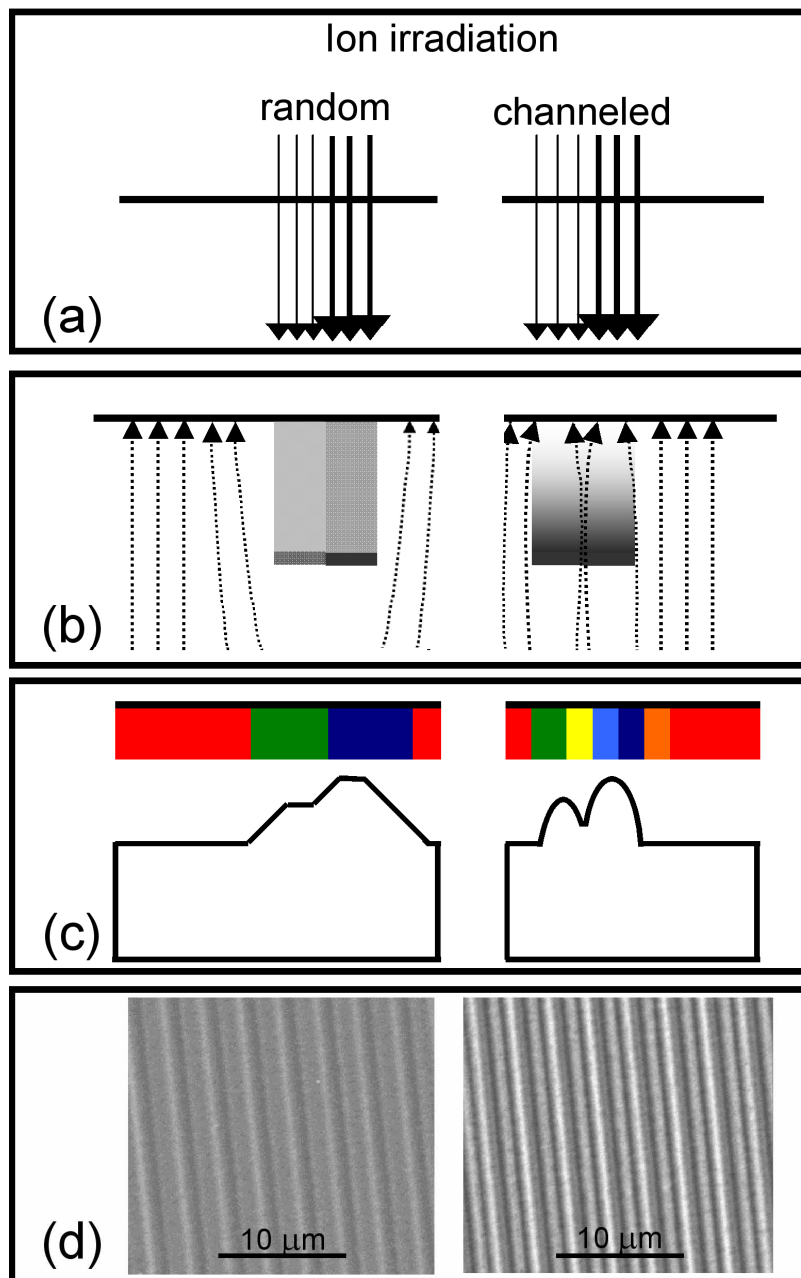 Ion irradiation
random channeled
(a)
(b)
(c)
(d)
10 μm 10 μm